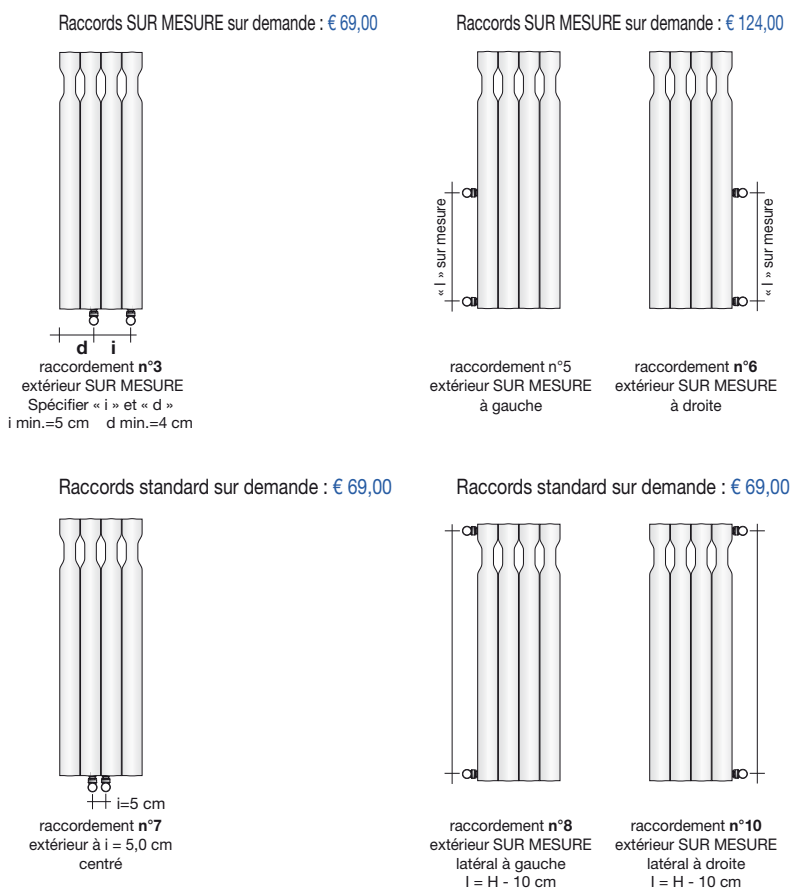 Raccords SUR MESURE sur demande : € 69,00
d i
raccordement n°3
extérieur SUR MESURE
Spécifier « i » et « d »
i min.=5 cm d min.=4 cm
Raccords SUR MESURE sur demande : € 124,00
« I » sur mesure
raccordement n°5
extérieur SUR MESURE
à gauche
« I » sur mesure
raccordement n°6
extérieur SUR MESURE
à droite
Raccords standard sur demande : € 69,00
i=5 cm
raccordement n°7
extérieur à i = 5,0 cm
centré
Raccords standard sur demande : € 69,00
raccordement n°8
extérieur SUR MESURE
latéral à gauche
I = H - 10 cm
raccordement n°10
extérieur SUR MESURE
latéral à droite
I = H - 10 cm